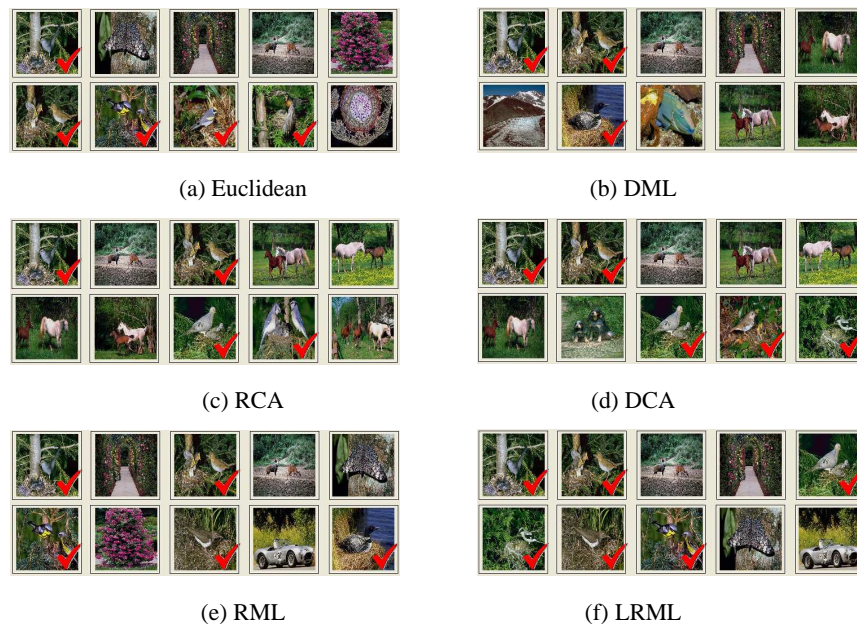 (a) Euclidean
(b) DML
(c) RCA
(d) DCA
(e) RML
(f) LRML